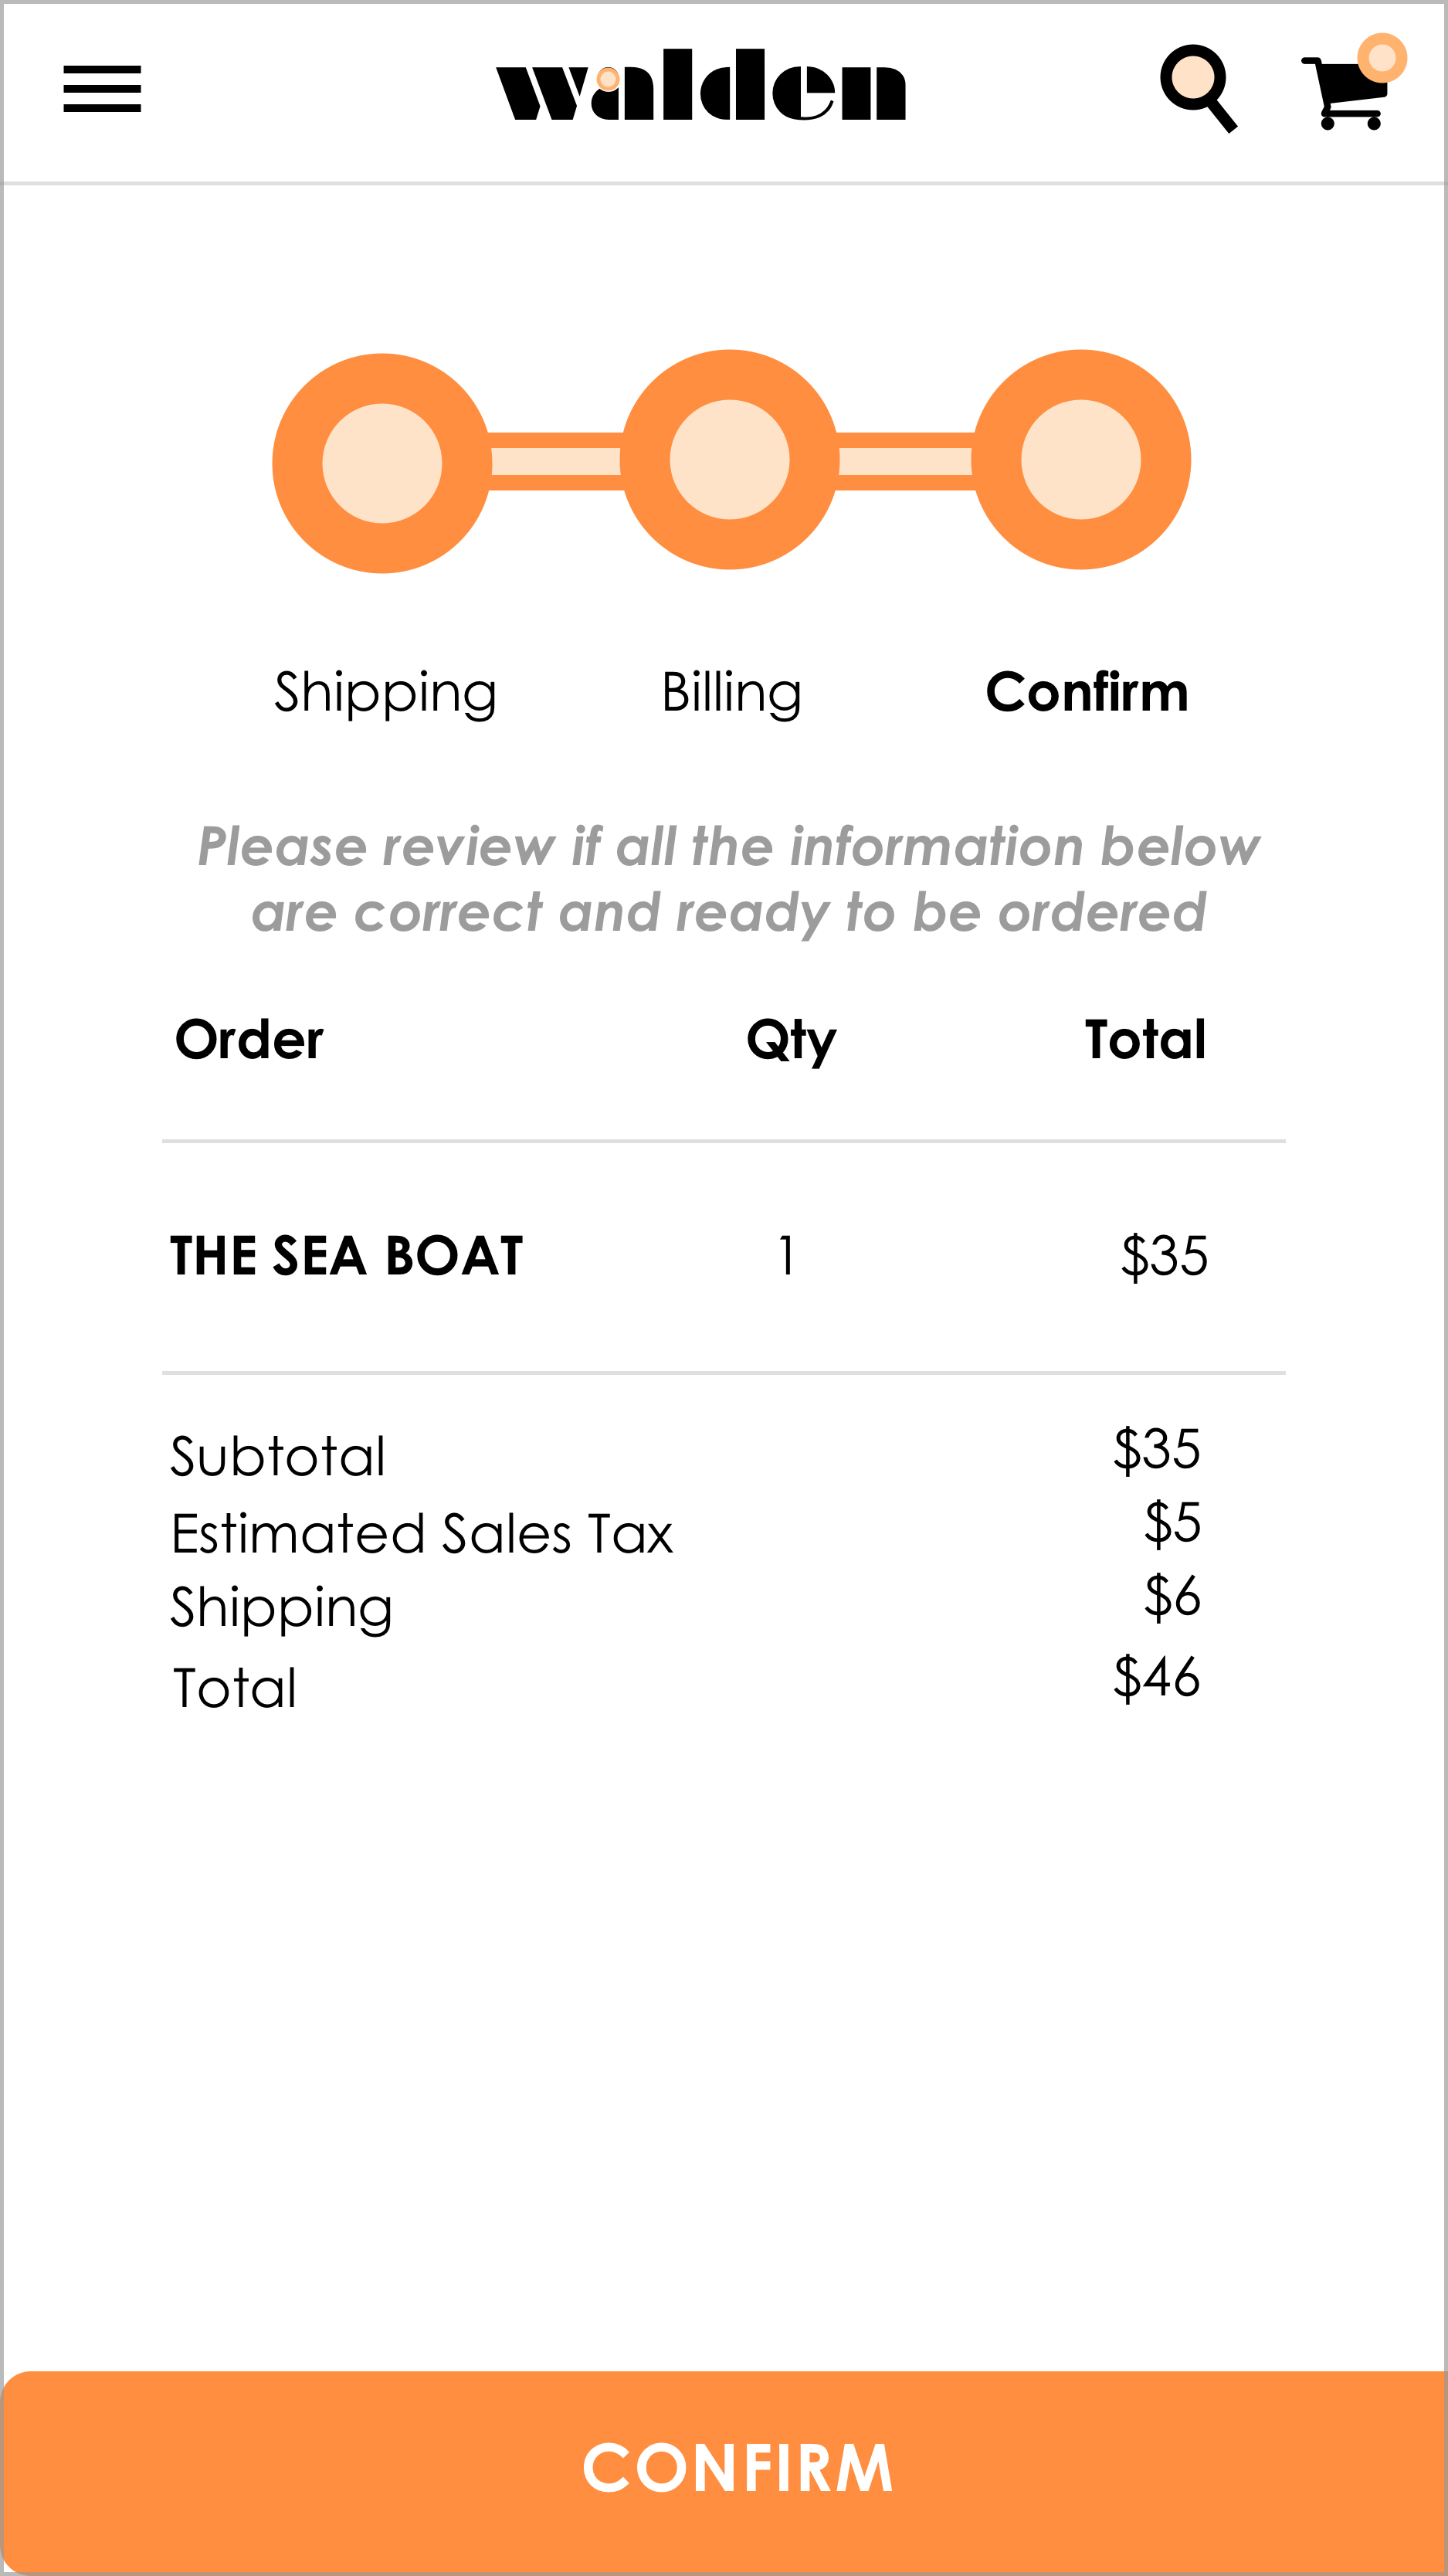 walden
Shipping Billing Confirm
Please review if all the information below
are correct and ready to be ordered
Order Qty Total
THE SEA BOAT 1 $35
Subtotal $35
Estimated Sales Tax $5
Shipping $6
Total $46
CONFIRM